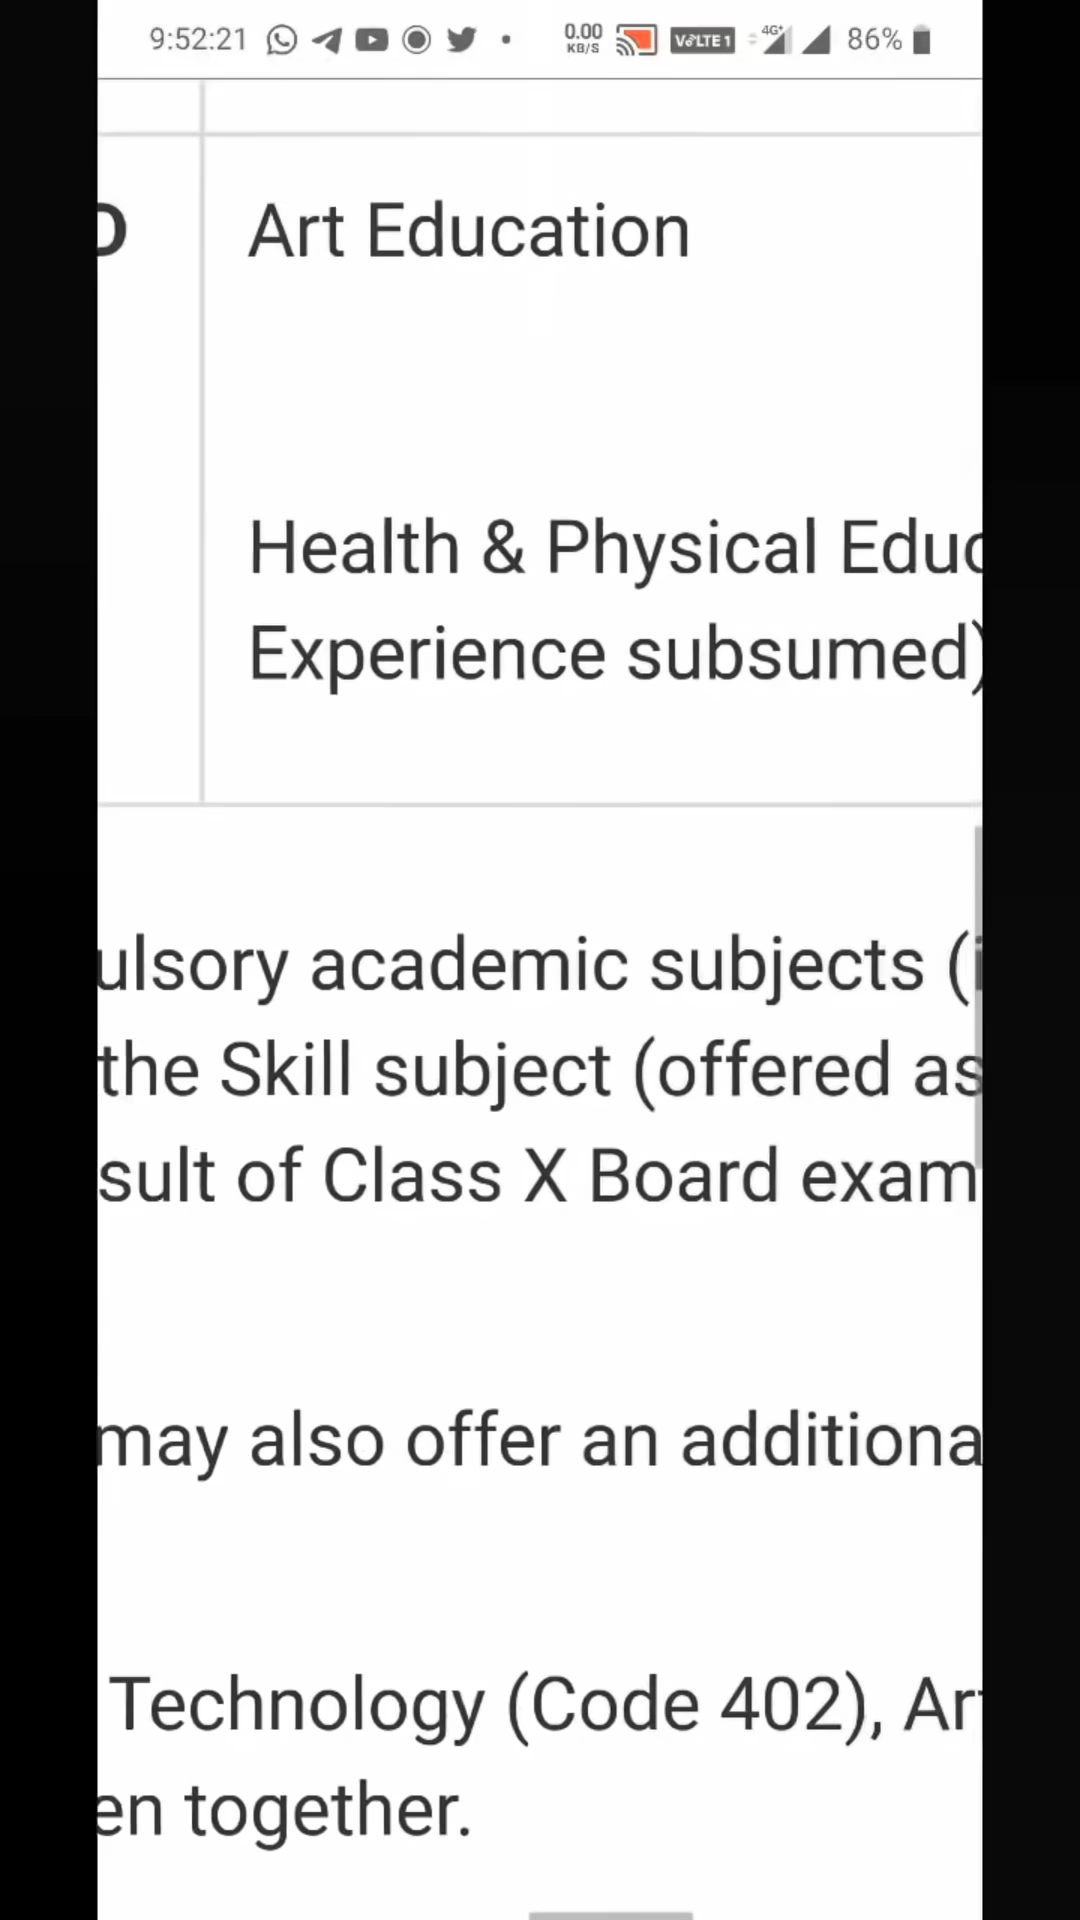 9:52:21 0.00 KB/S VoLTE1 4G+ 86%
Art Education
Health & Physical Educ
Experience subsumed)
ulsory academic subjects (i
the Skill subject (offered as
sult of Class X Board exam
may also offer an additiona
Technology (Code 402), Ar
en together.